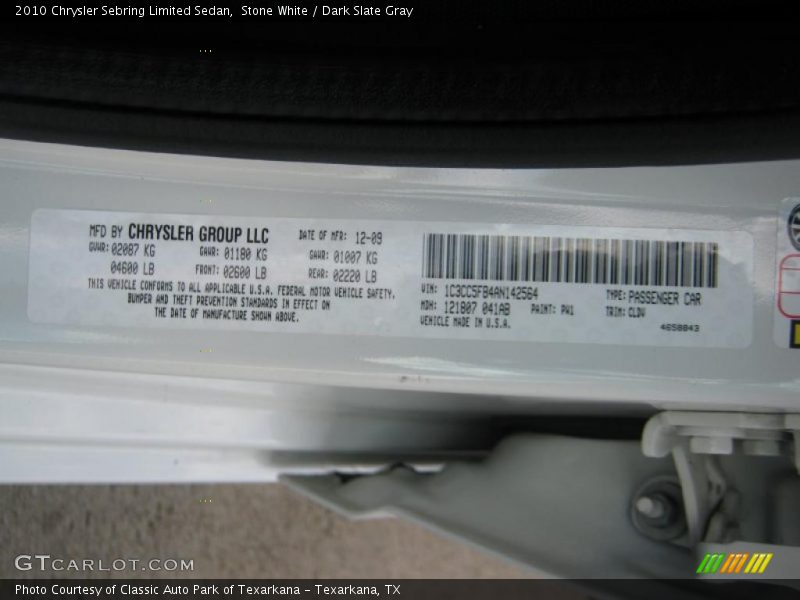 2010 Chrysler Sebring Limited Sedan, Stone White / Dark Slate Gray
MFD BY CHRYSLER GROUP LLC
DATE OF MFR: 12-09
GVWR: 02087 KG
GAWR: 01180 KG
GAWR: 01007 KG
04600 LB
FRONT: 02600 LB
REAR: 02220 LB
THIS VEHICLE CONFORMS TO ALL APPLICABLE U.S.A. FEDERAL MOTOR VEHICLE SAFETY,
BUMPER AND THEFT PREVENTION STANDARDS IN EFFECT ON
THE DATE OF MANUFACTURE SHOWN ABOVE.
VIN: 1C3CC5FB4AN142564
TYPE: PASSENGER CAR
MDH: 121807 041AB
PAINT: PW1
TRIM: CLDV
VEHICLE MADE IN U.S.A.
4658843
GTCARLOT.COM
Photo Courtesy of Classic Auto Park of Texarkana – Texarkana, TX